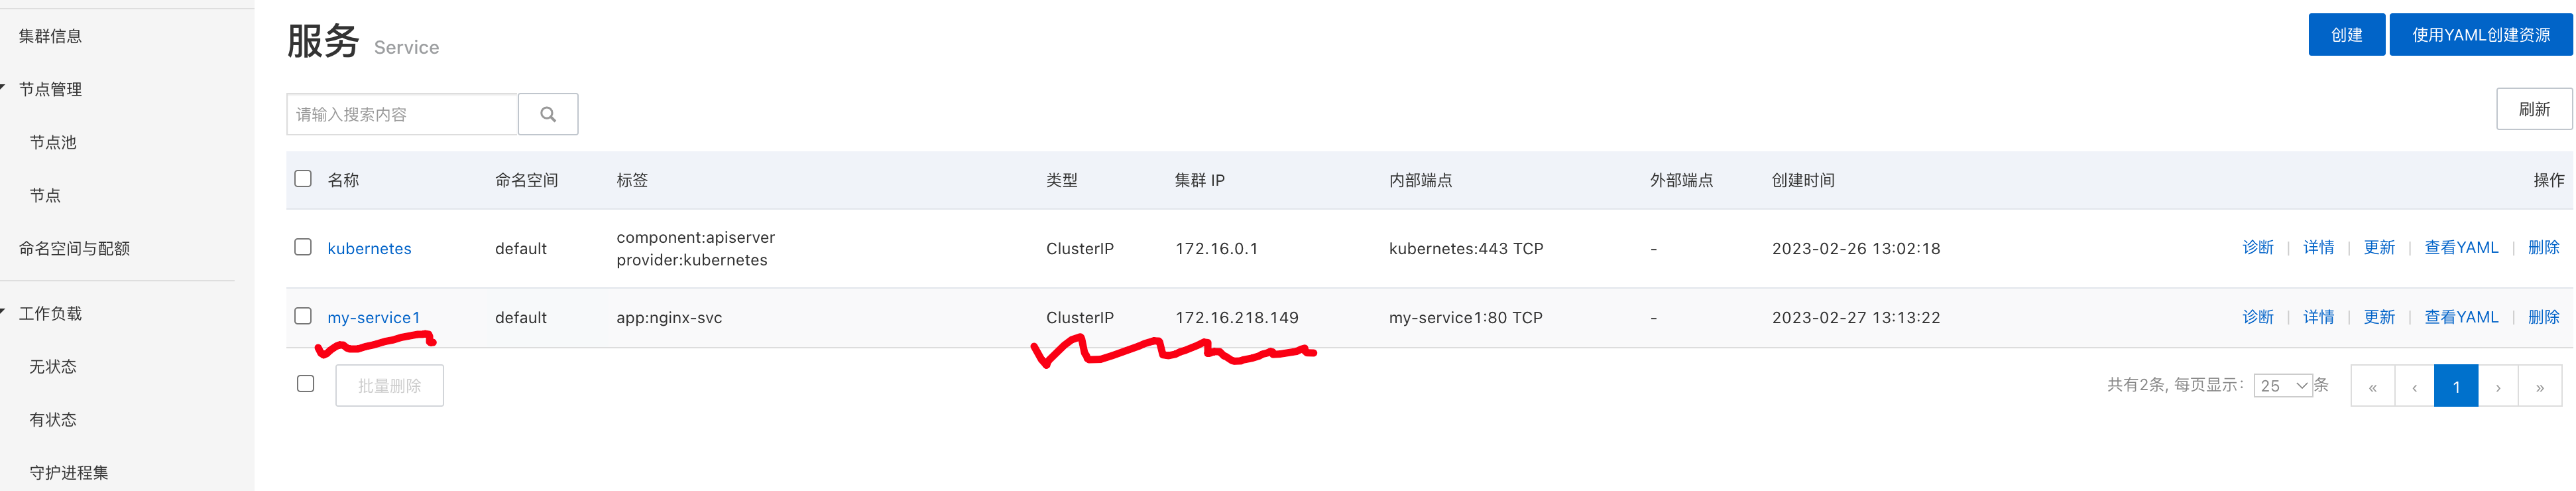 集群信息
节点管理
节点池
节点
命名空间与配额
工作负载
无状态
有状态
守护进程集
服务 Service
创建 使用YAML创建资源
请输入搜索内容
刷新
名称 命名空间 标签 类型 集群 IP 内部端点 外部端点 创建时间 操作
kubernetes default component:apiserver provider:kubernetes ClusterIP 172.16.0.1 kubernetes:443 TCP - 2023-02-26 13:02:18 诊断 | 详情 | 更新 | 查看YAML | 删除
my-service1 default app:nginx-svc ClusterIP 172.16.218.149 my-service1:80 TCP - 2023-02-27 13:13:22 诊断 | 详情 | 更新 | 查看YAML | 删除
批量删除 共有2条, 每页显示: 25 条 « ‹ 1 › »